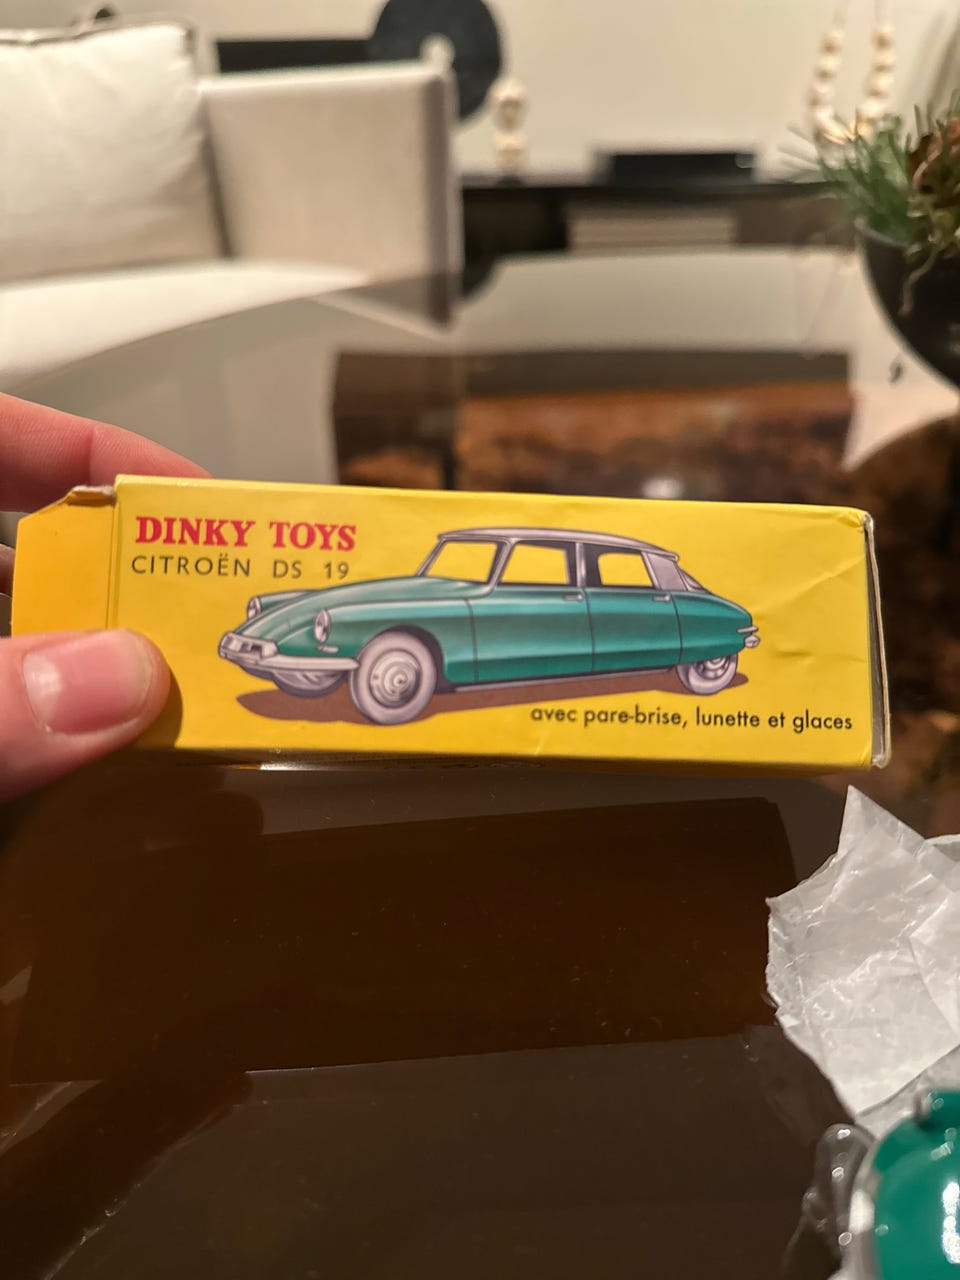 DINKY TOYS
CITROËN DS 19
avec pare-brise, lunette et glaces